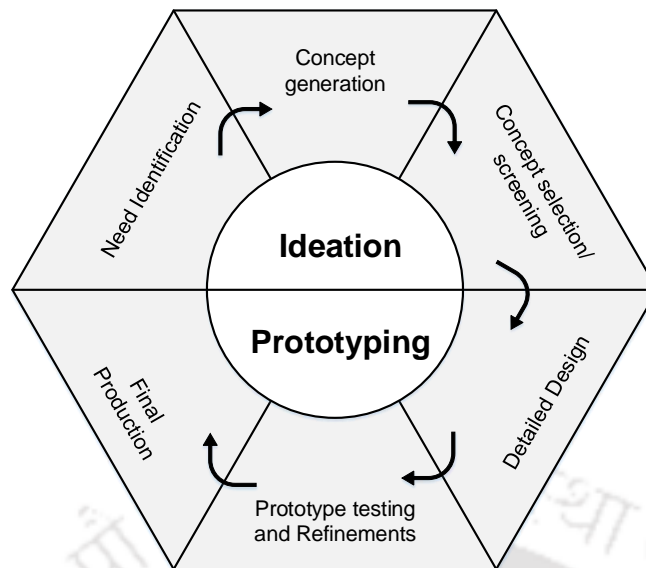 Concept
generation
Need Identification
Concept selection/
screening
Ideation
Prototyping
Final
Production
Detailed Design
Prototype testing
and Refinements